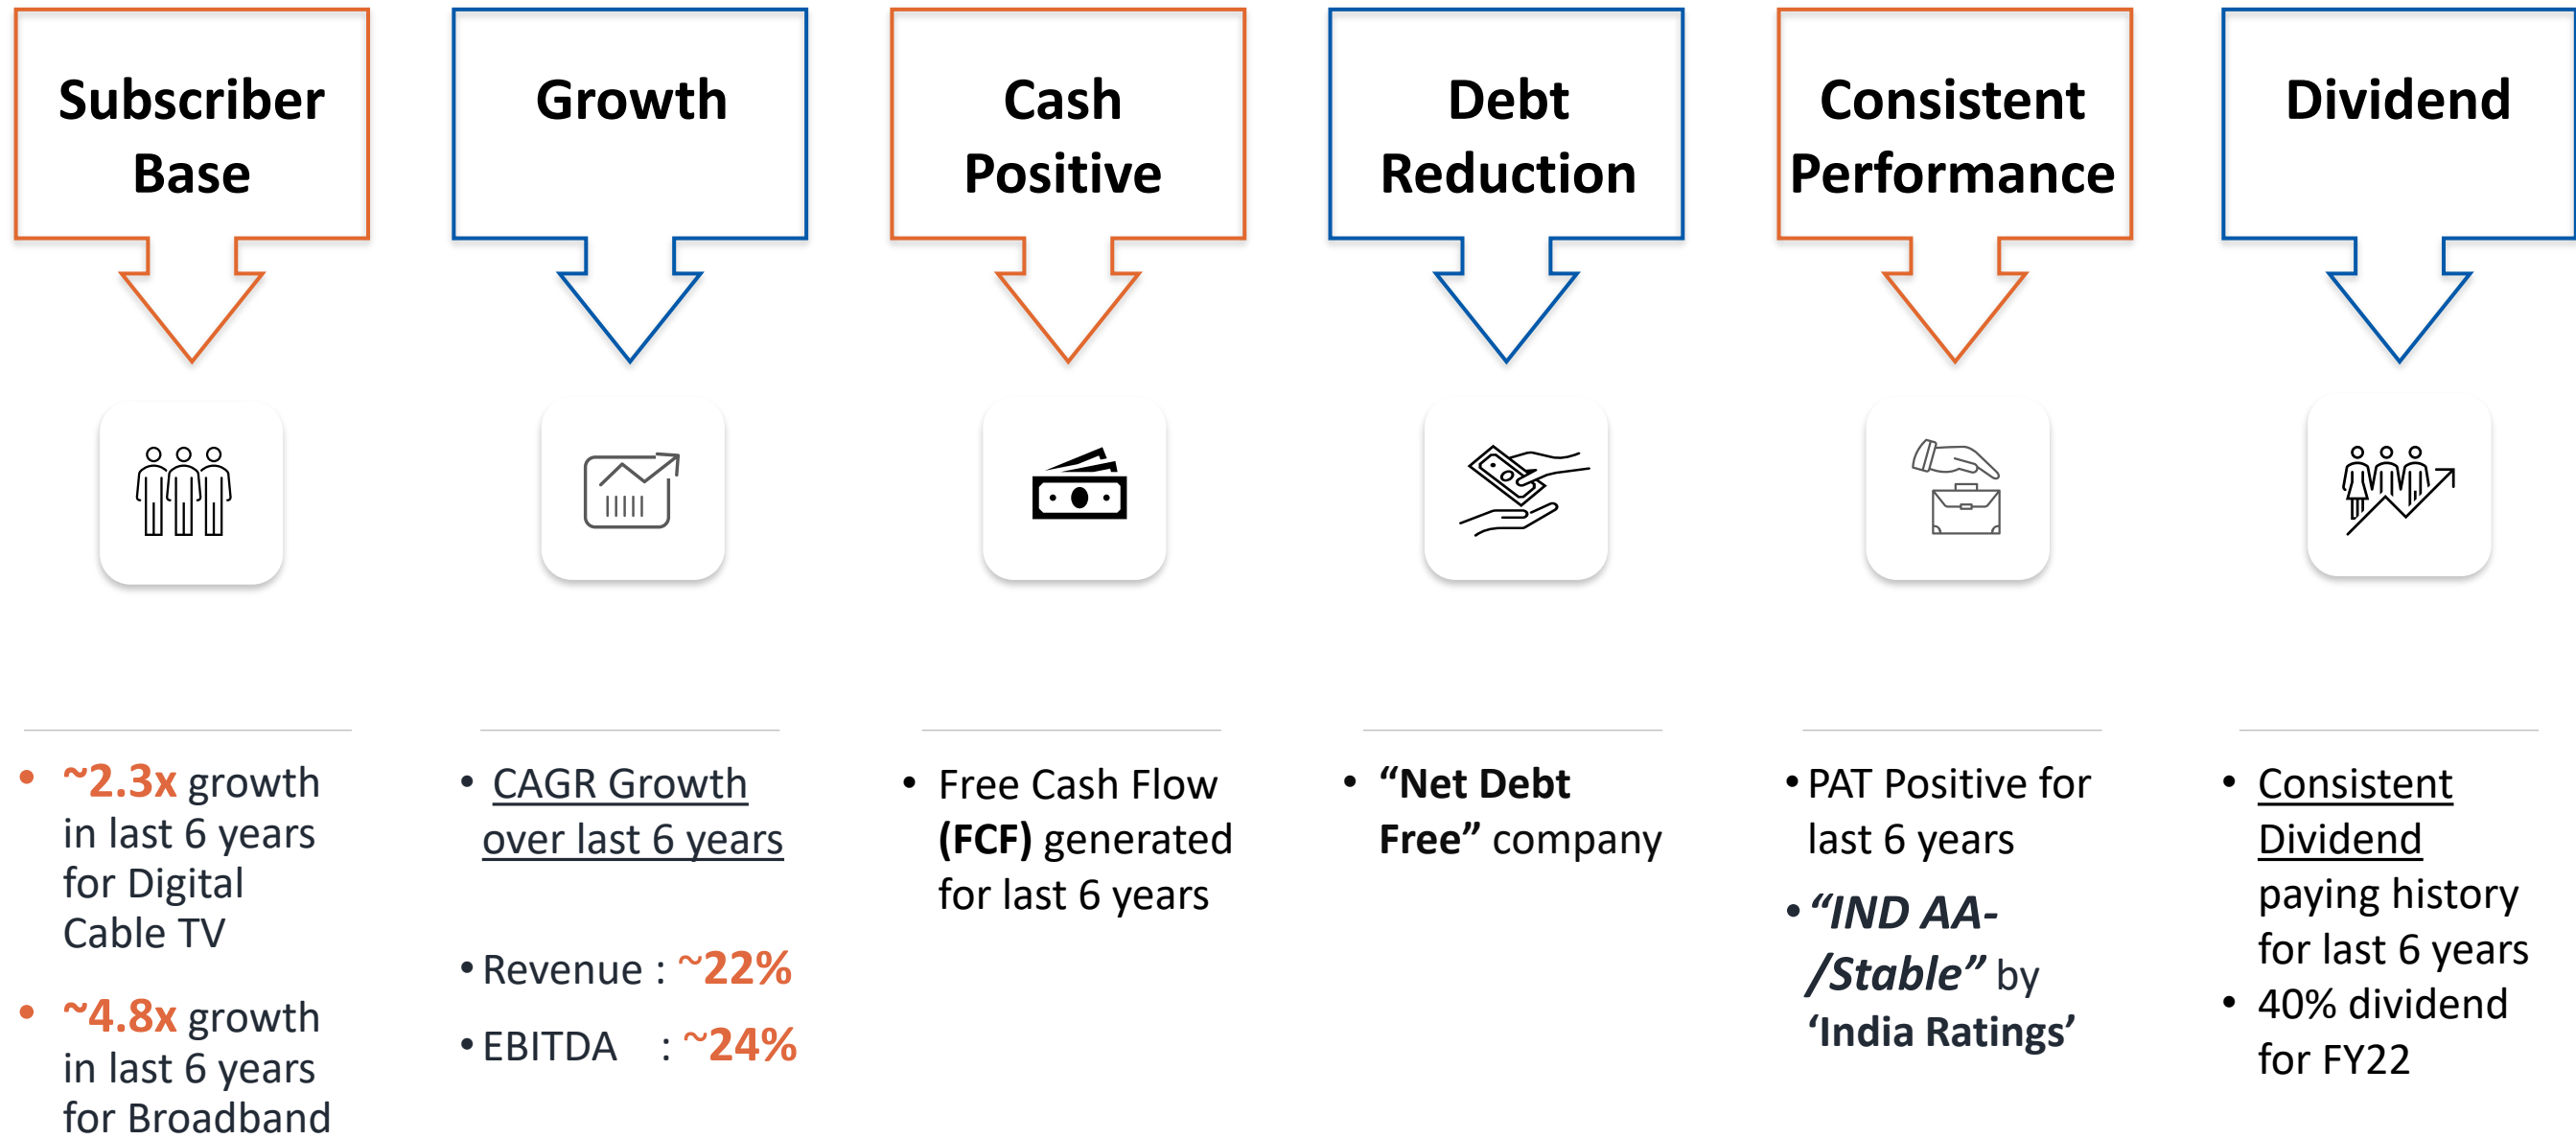 Subscriber
Base
Growth
Cash
Positive
Debt
Reduction
Consistent
Performance
Dividend
• ~2.3x growth
in last 6 years
for Digital
Cable TV
• ~4.8x growth
in last 6 years
for Broadband
• CAGR Growth
over last 6 years
• Revenue : ~22%
• EBITDA : ~24%
• Free Cash Flow
(FCF) generated
for last 6 years
• “Net Debt
Free” company
• PAT Positive for
last 6 years
• “IND AA-
/Stable” by
‘India Ratings’
• Consistent
Dividend
paying history
for last 6 years
• 40% dividend
for FY22